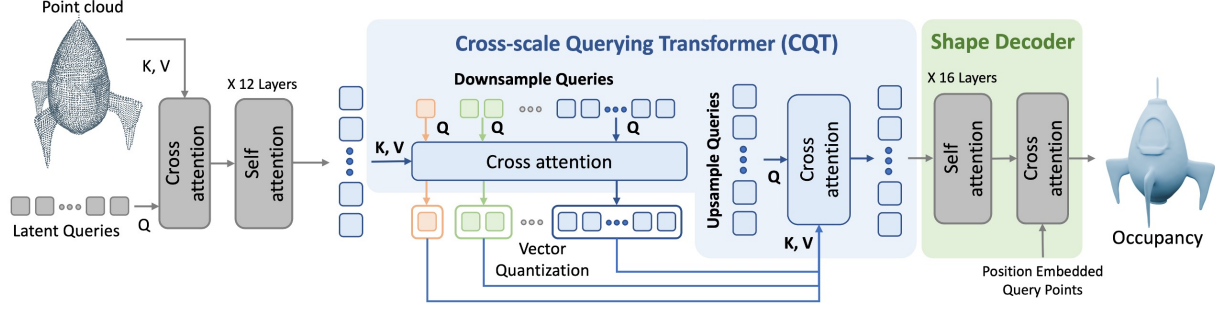 Point cloud
K, V
X 12 Layers
Cross
attention
Self
attention
Latent Queries
Q
Cross-scale Querying Transformer (CQT)
Downsample Queries
Q
Q
Q
K, V
Cross attention
Vector
Quantization
Upsample Queries
Q
Cross
attention
K, V
Shape Decoder
X 16 Layers
Self
attention
Cross
attention
Position Embedded
Query Points
Occupancy